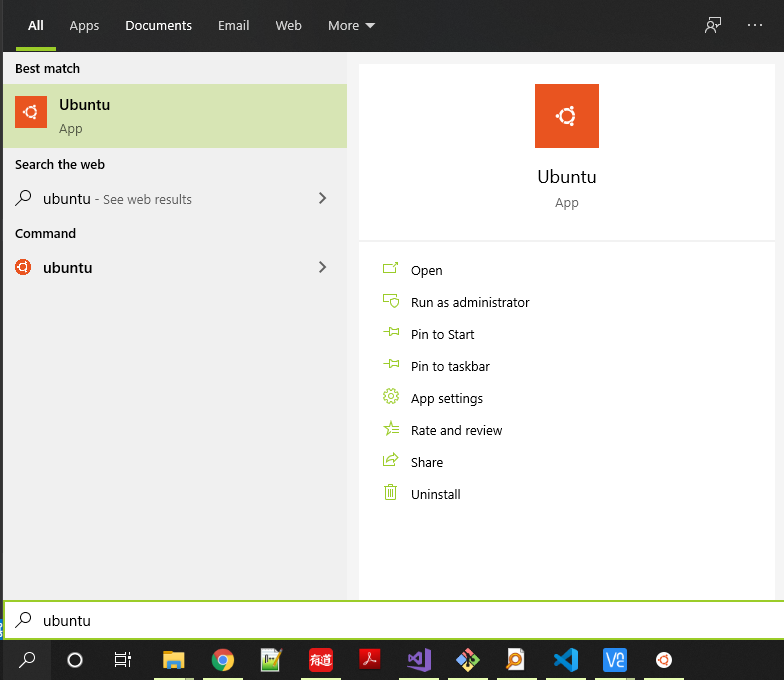 All Apps Documents Email Web More
Best match
Ubuntu
App
Search the web
ubuntu - See web results
Command
ubuntu
Ubuntu
App
Open
Run as administrator
Pin to Start
Pin to taskbar
App settings
Rate and review
Share
Uninstall
ubuntu
有道